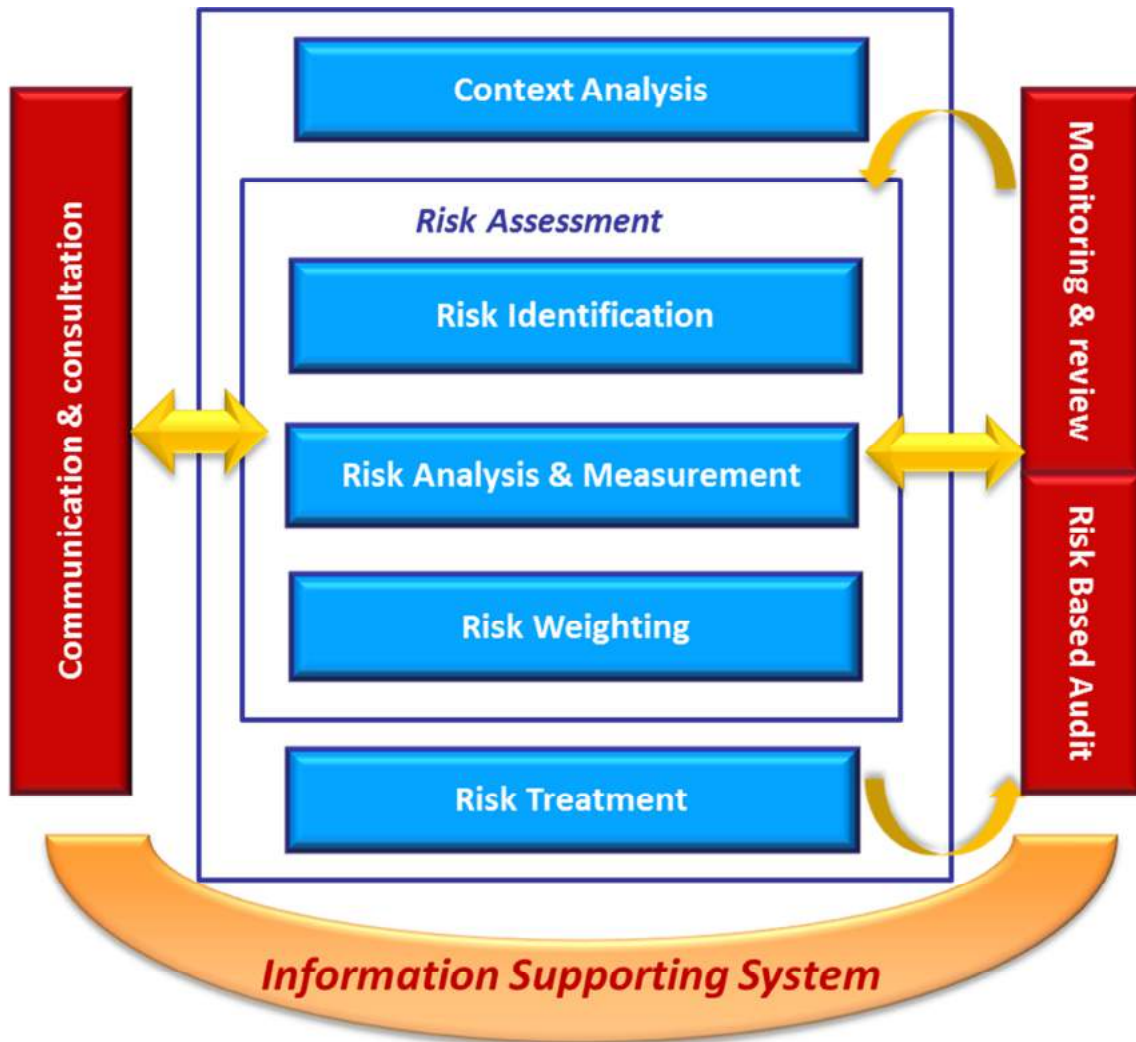 Context Analysis
Communication & consultation
Monitoring & review
Risk Assessment
Risk Identification
Risk Analysis & Measurement
Risk Weighting
Risk Based Audit
Risk Treatment
Information Supporting System